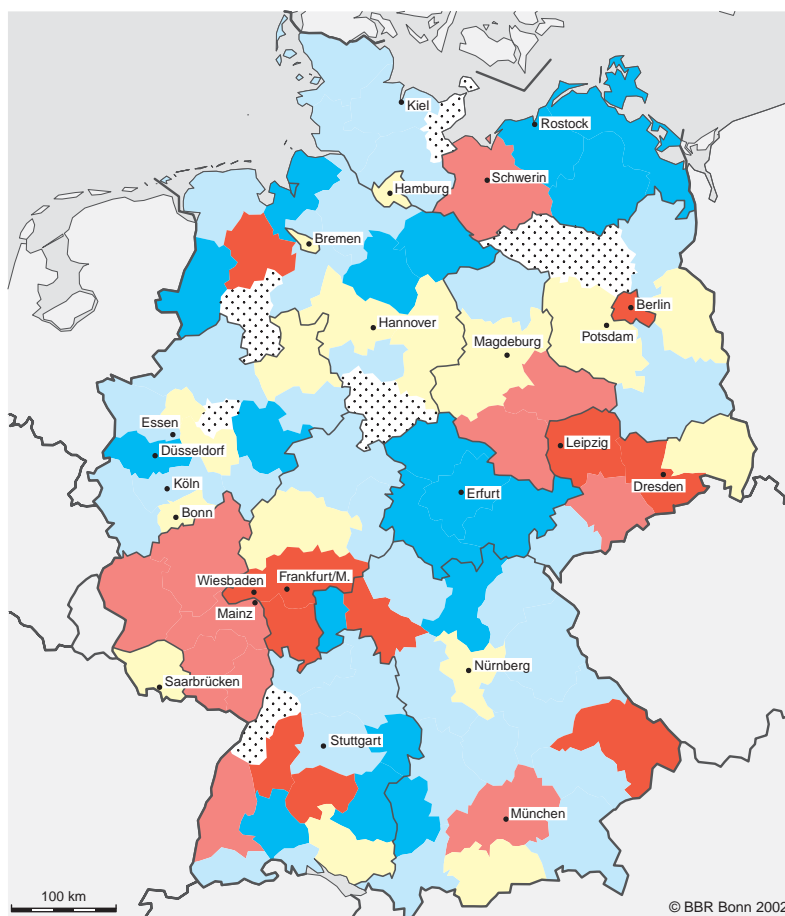 Kiel
Rostock
Schwerin
Hamburg
Bremen
Berlin
Hannover
Potsdam
Magdeburg
Essen
Düsseldorf
Leipzig
Dresden
Köln
Erfurt
Bonn
Wiesbaden
Frankfurt/M.
Mainz
Nürnberg
Saarbrücken
Stuttgart
München
100 km
© BBR Bonn 2002